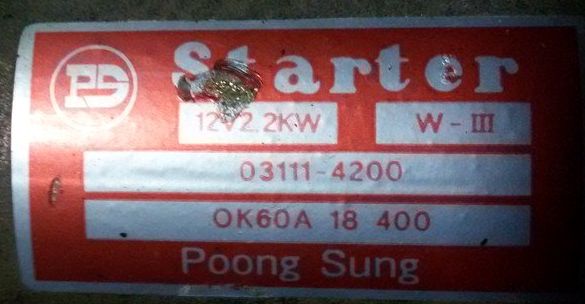 PS Starter
12V2.2KW W-III
03111-4200
OK60A 18 400
Poong Sung